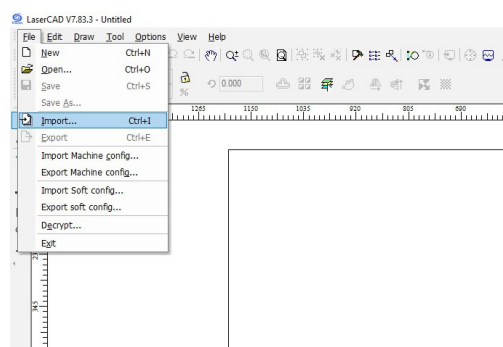 LaserCAD V7.83.3 - Untitled
File Edit Draw Tool Options View Help
New Ctrl+N
Open... Ctrl+O
Save Ctrl+S
Save As...
Import... Ctrl+I
Export Ctrl+E
Import Machine config...
Export Machine config...
Import Soft config...
Export soft config...
Decrypt...
Exit
% 0.000
1265 1150 1035 920 805 690
345